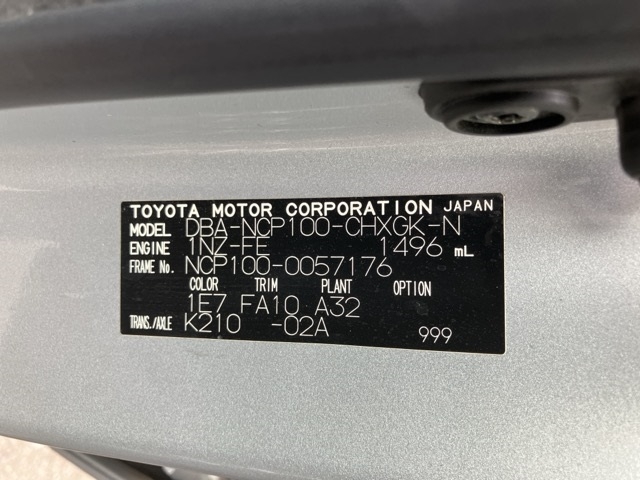 TOYOTA MOTOR CORPORATION JAPAN
MODEL DBA-NCP100-CHXGK-N
ENGINE 1NZ-FE 1496 mL
FRAME No. NCP100-0057176
COLOR TRIM PLANT OPTION
1E7 FA10 A32
TRANS./AXLE K210 -02A 999